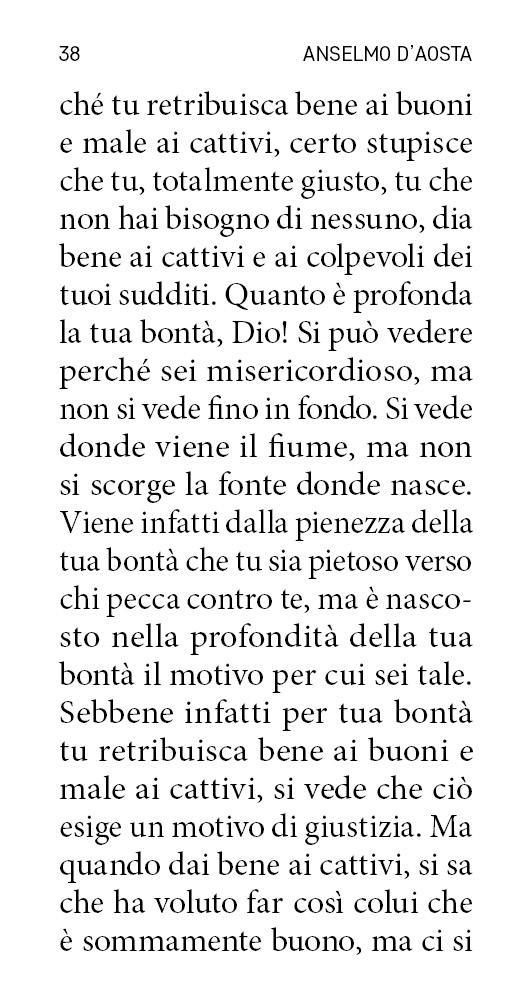 38 ANSELMO D'AOSTA
ché tu retribuisca bene ai buoni
e male ai cattivi, certo stupisce
che tu, totalmente giusto, tu che
non hai bisogno di nessuno, dia
bene ai cattivi e ai colpevoli dei
tuoi sudditi. Quanto è profonda
la tua bontà, Dio! Si può vedere
perché sei misericordioso, ma
non si vede fino in fondo. Si vede
donde viene il fiume, ma non
si scorge la fonte donde nasce.
Viene infatti dalla pienezza della
tua bontà che tu sia pietoso verso
chi pecca contro te, ma è nasco-
sto nella profondità della tua
bontà il motivo per cui sei tale.
Sebbene infatti per tua bontà
tu retribuisca bene ai buoni e
male ai cattivi, si vede che ciò
esige un motivo di giustizia. Ma
quando dai bene ai cattivi, si sa
che ha voluto far così colui che
è sommamente buono, ma ci si